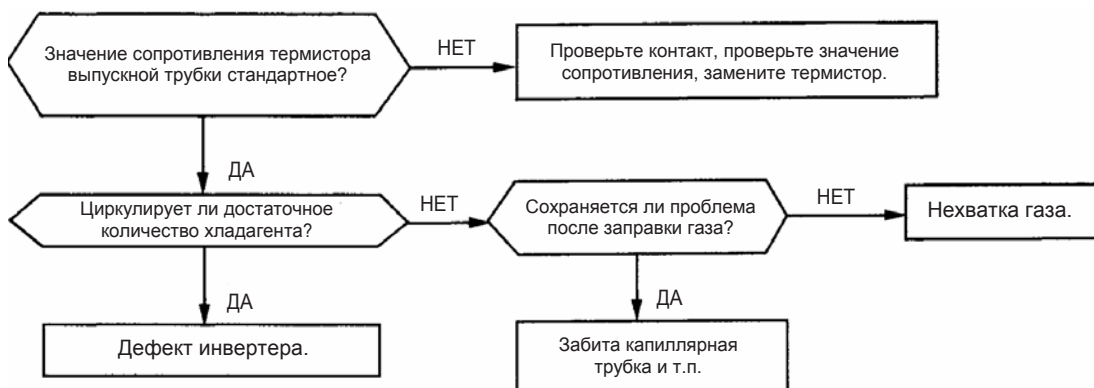 Значение сопротивления термистора
выпускной трубки стандартное?
НЕТ
Проверьте контакт, проверьте значение
сопротивления, замените термистор.
ДА
Циркулирует ли достаточное
количество хладагента?
НЕТ
Сохраняется ли проблема
после заправки газа?
НЕТ
Нехватка газа.
ДА
Дефект инвертера.
ДА
Забита капиллярная
трубка и т.п.